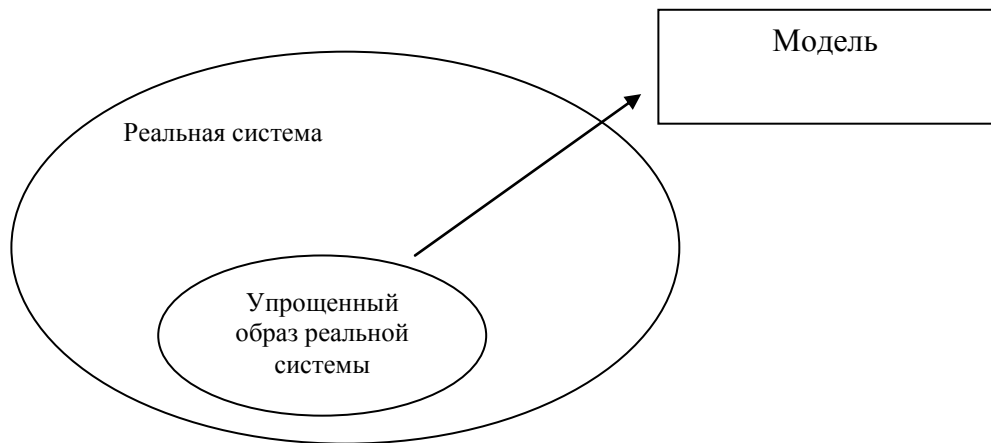 Модель
Реальная система
Упрощенный
образ реальной
системы